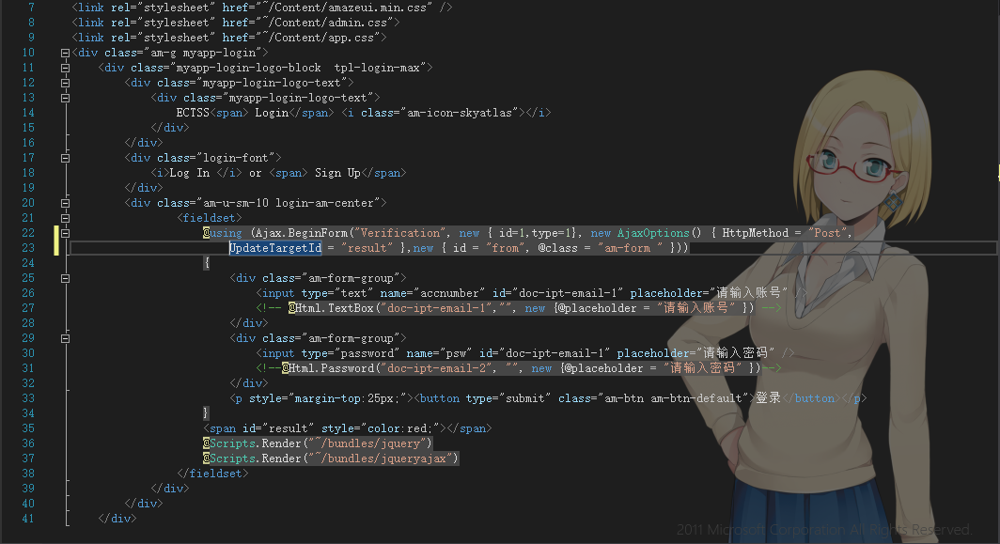 7 <link rel="stylesheet" href="~/Content/amazeui.min.css" />
8 <link rel="stylesheet" href="~/Content/admin.css">
9 <link rel="stylesheet" href="~/Content/app.css">
10 <div class="am-g myapp-login">
11 <div class="myapp-login-logo-block  tpl-login-max">
12 <div class="myapp-login-logo-text">
13 <div class="myapp-login-logo-text">
14 ECTSS<span> Login</span> <i class="am-icon-skyatlas"></i>
15 </div>
16 </div>
17 <div class="login-font">
18 <i>Log In </i> or <span> Sign Up</span>
19 </div>
20 <div class="am-u-sm-10 login-am-center">
21 <fieldset>
22 @using (Ajax.BeginForm("Verification", new { id=1,type=1}, new AjaxOptions() { HttpMethod = "Post",
23 UpdateTargetId = "result" },new { id = "from", @class = "am-form " }))
24 {
25 <div class="am-form-group">
26 <input type="text" name="accnumber" id="doc-ipt-email-1" placeholder="请输入账号" />
27 <!-- @Html.TextBox("doc-ipt-email-1","", new {@placeholder = "请输入账号" }) -->
28 </div>
29 <div class="am-form-group">
30 <input type="password" name="psw" id="doc-ipt-email-1" placeholder="请输入密码" />
31 <!--@Html.Password("doc-ipt-email-2", "", new {@placeholder = "请输入密码" })-->
32 </div>
33 <p style="margin-top:25px;"><button type="submit" class="am-btn am-btn-default">登录</button></p>
34 }
35 <span id="result" style="color:red;"></span>
36 @Scripts.Render("~/bundles/jquery")
37 @Scripts.Render("~/bundles/jqueryajax")
38 </fieldset>
39 </div>
40 </div>
41 </div>
2011 Microsoft Corporation All Rights Reserved.